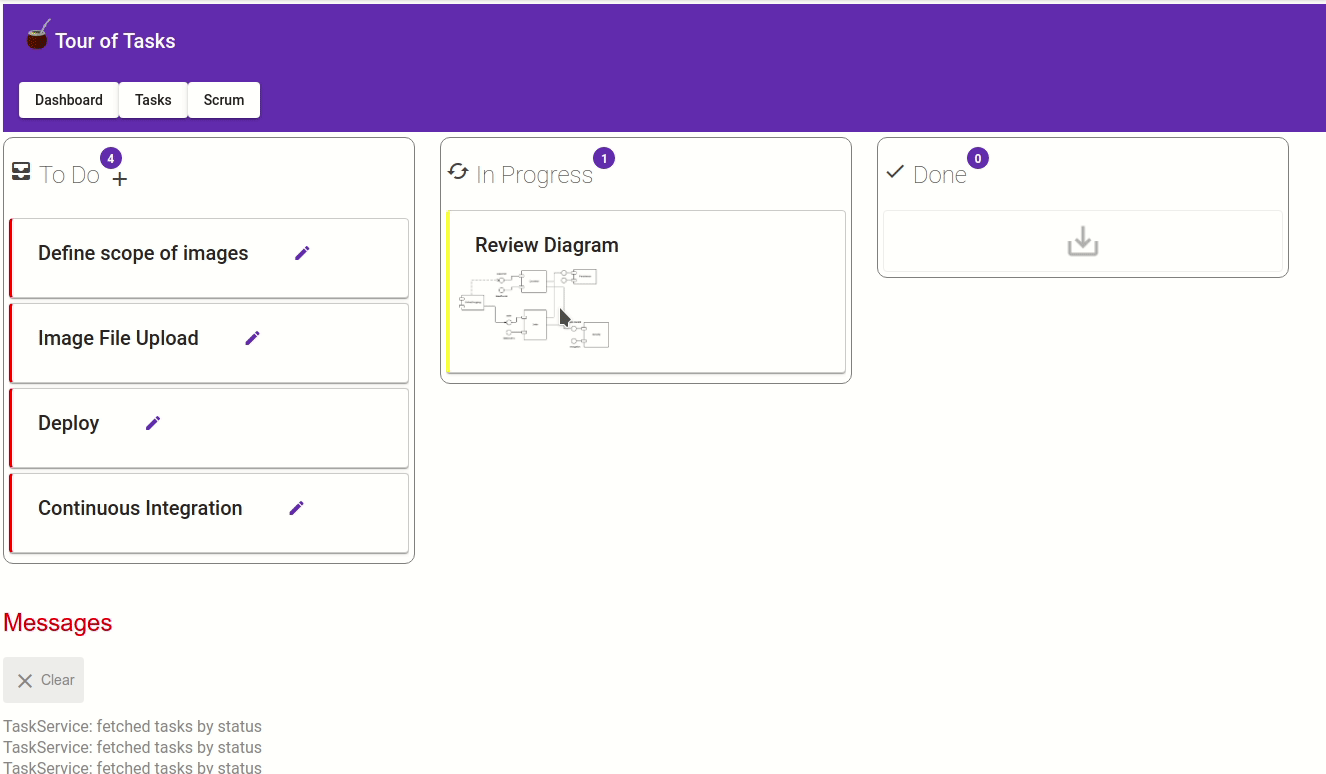 Tour of Tasks
Dashboard Tasks Scrum
To Do 4 +
Define scope of images
Image File Upload
Deploy
Continuous Integration
In Progress 1
Review Diagram
Done 0
Messages
Clear
TaskService: fetched tasks by status
TaskService: fetched tasks by status
TaskService: fetched tasks by status